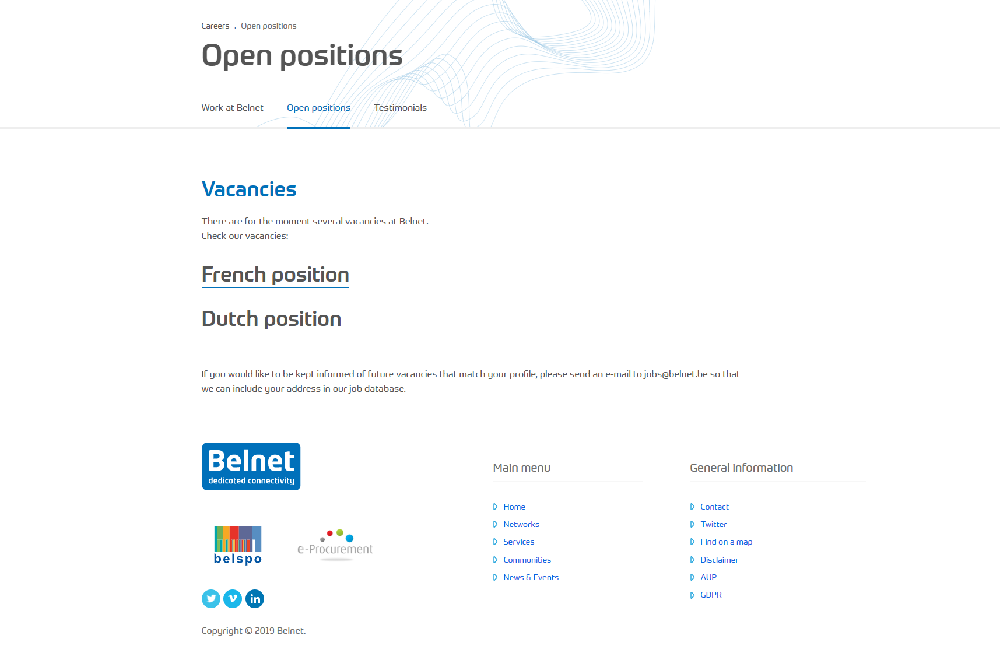 Careers . Open positions
Open positions
Work at Belnet Open positions Testimonials
Vacancies
There are for the moment several vacancies at Belnet.
Check our vacancies:
French position
Dutch position
If you would like to be kept informed of future vacancies that match your profile, please send an e-mail to jobs@belnet.be so that
we can include your address in our job database.
Belnet
dedicated connectivity
belspo
e-Procurement
in
Copyright © 2019 Belnet.
Main menu
Home
Networks
Services
Communities
News & Events
General information
Contact
Twitter
Find on a map
Disclaimer
AUP
GDPR